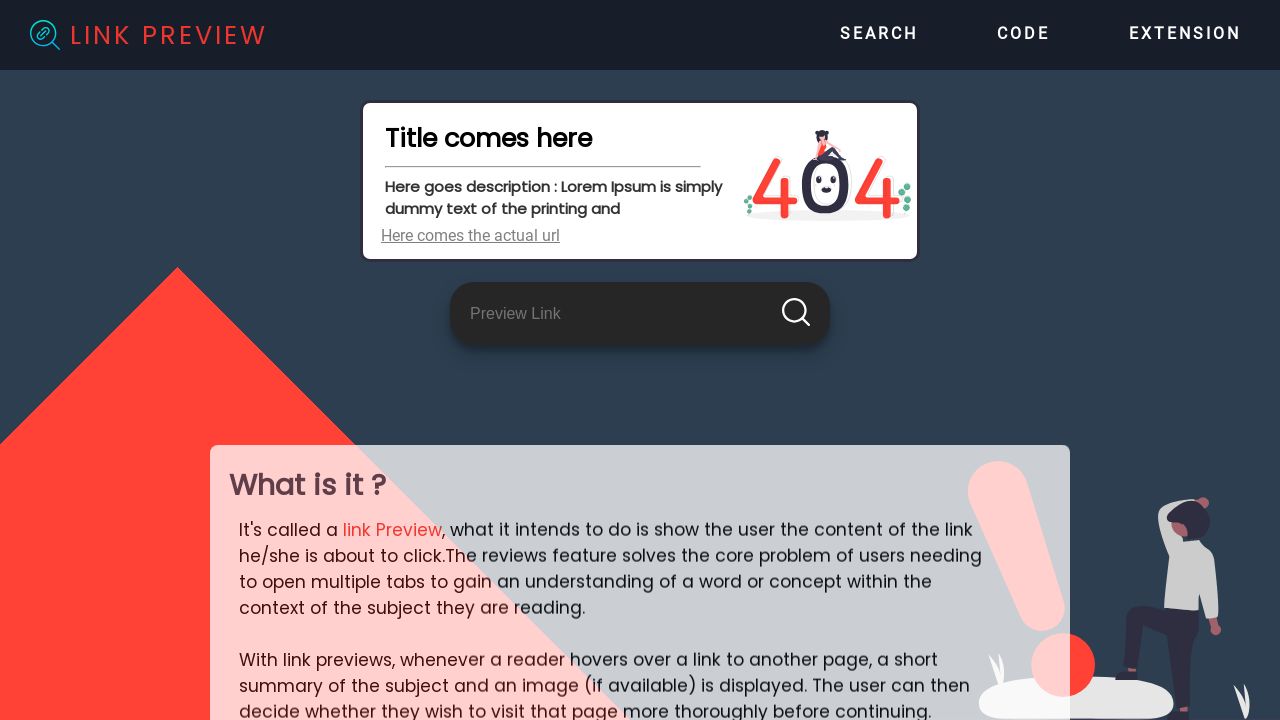 LINK PREVIEW
SEARCH CODE EXTENSION
Title comes here
Here goes description : Lorem Ipsum is simply
dummy text of the printing and
Here comes the actual url
404
Preview Link
What is it ?
It's called a link Preview, what it intends to do is show the user the content of the link
he/she is about to click.The reviews feature solves the core problem of users needing
to open multiple tabs to gain an understanding of a word or concept within the
context of the subject they are reading.
With link previews, whenever a reader hovers over a link to another page, a short
summary of the subject and an image (if available) is displayed. The user can then
decide whether they wish to visit that page more thoroughly before continuing.